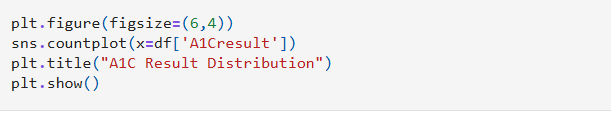 plt.figure(figsize=(6,4))
sns.countplot(x=df['A1Cresult'])
plt.title("A1C Result Distribution")
plt.show()